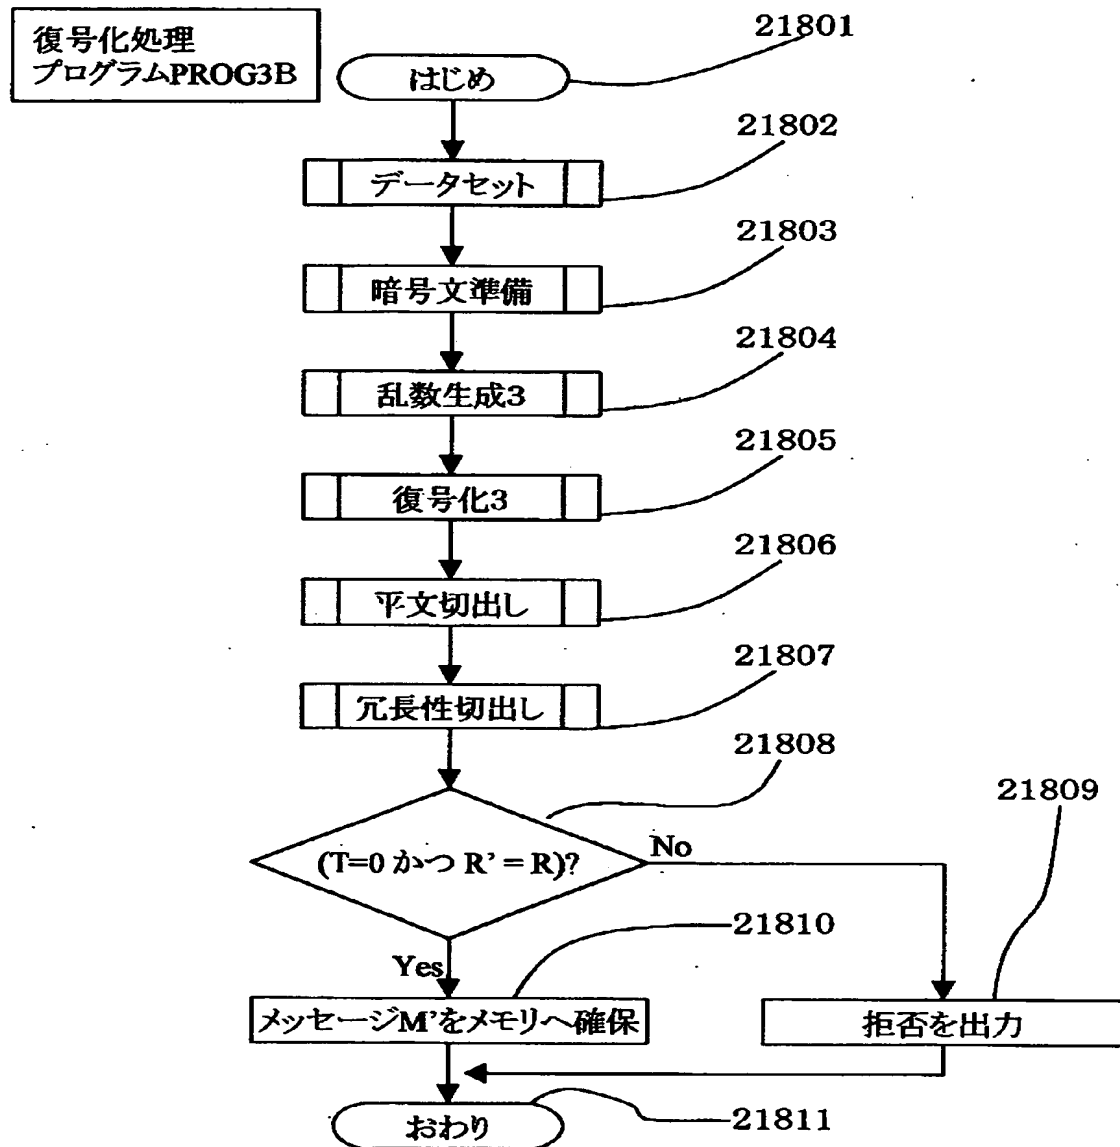 復号化処理
プログラムPROG3B
21801
はじめ
21802
データセット
21803
暗号文準備
21804
乱数生成3
21805
復号化3
21806
平文切出し
21807
冗長性切出し
21808
21809
(T=0 かつ R' = R)?
No
21810
Yes
メッセージM'をメモリへ確保
拒否を出力
おわり
21811